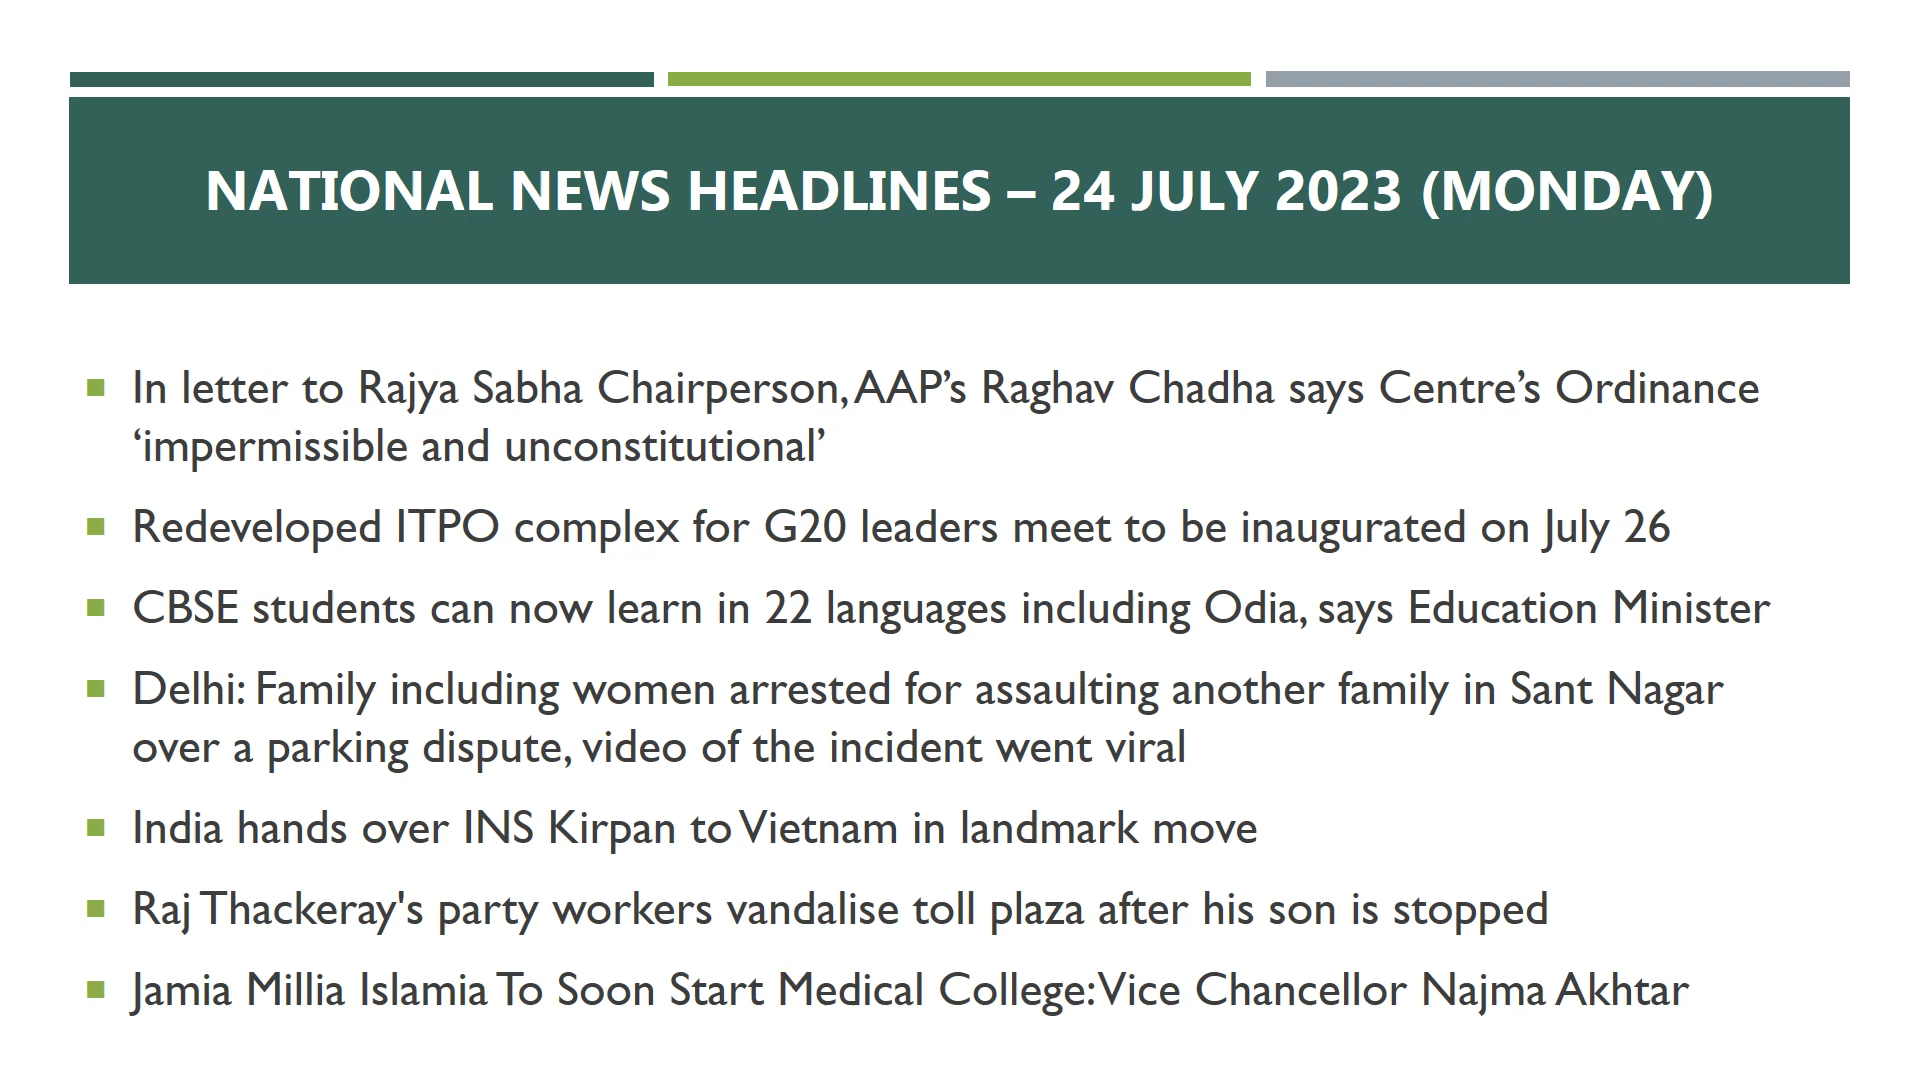 NATIONAL NEWS HEADLINES – 24 JULY 2023 (MONDAY)
In letter to Rajya Sabha Chairperson, AAP’s Raghav Chadha says Centre’s Ordinance
‘impermissible and unconstitutional’
Redeveloped ITPO complex for G20 leaders meet to be inaugurated on July 26
CBSE students can now learn in 22 languages including Odia, says Education Minister
Delhi: Family including women arrested for assaulting another family in Sant Nagar
over a parking dispute, video of the incident went viral
India hands over INS Kirpan to Vietnam in landmark move
Raj Thackeray's party workers vandalise toll plaza after his son is stopped
Jamia Millia Islamia To Soon Start Medical College: Vice Chancellor Najma Akhtar